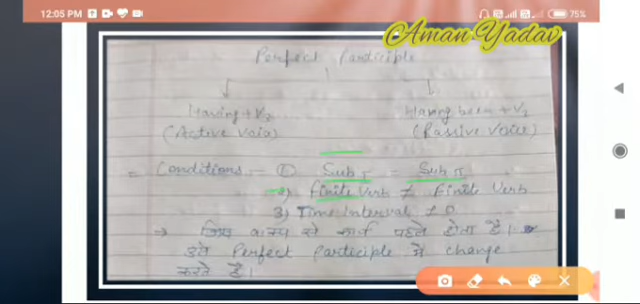 12:05 PM
75%
Aman Yadav
Perfect Participle
Having + V3 Having been + V3
(Active Voice) (Passive Voice)
= Conditions - ① Sub I = Sub II
2) Finite Verb ≠ Finite Verb
3) Time Interval ≠ 0
→ जिस वाक्य से कार्य पहले होता है।
उसे Perfect Participle में change
करते है।